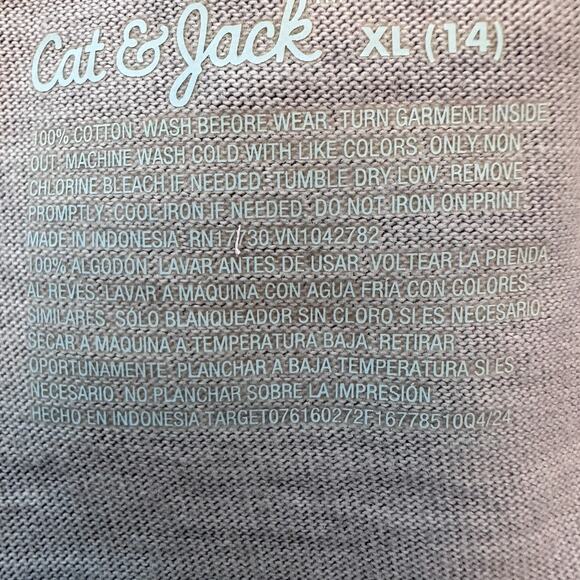 Cat & Jack XL (14)
100% COTTON. WASH BEFORE WEAR. TURN GARMENT INSIDE
OUT. MACHINE WASH COLD WITH LIKE COLORS. ONLY NON
CHLORINE BLEACH IF NEEDED. TUMBLE DRY LOW. REMOVE
PROMPTLY. COOL IRON IF NEEDED. DO NOT IRON ON PRINT.
MADE IN INDONESIA. VN1042782
100% ALGODÓN. LAVAR ANTES DE USAR. VOLTEAR LA PRENDA
AL REVÉS. LAVAR A MÁQUINA CON AGUA FRÍA CON COLORES
SIMILARES. SÓLO BLANQUEADOR SIN CLORO SI ES NECESARIO.
SECAR A MÁQUINA A TEMPERATURA BAJA. RETIRAR
OPORTUNAMENTE. PLANCHAR A BAJA TEMPERATURA SI ES
NECESARIO. NO PLANCHAR SOBRE LA IMPRESIÓN.
HECHO EN INDONESIA TARGET076160272F1677851OQ4/24